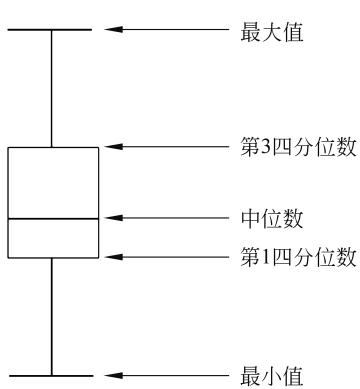 最大值
第3四分位数
中位数
第1四分位数
最小值